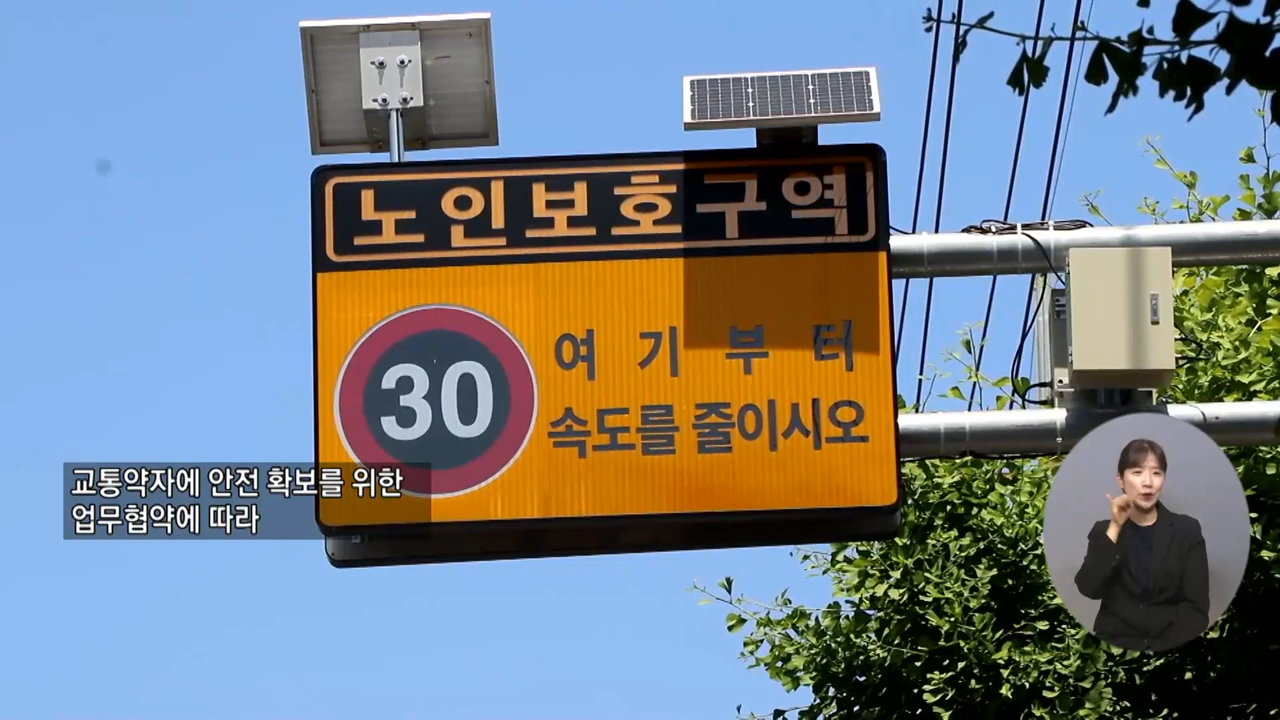 노인보호구역
30
여기부터
속도를 줄이시오
교통약자에 안전 확보를 위한
업무협약에 따라